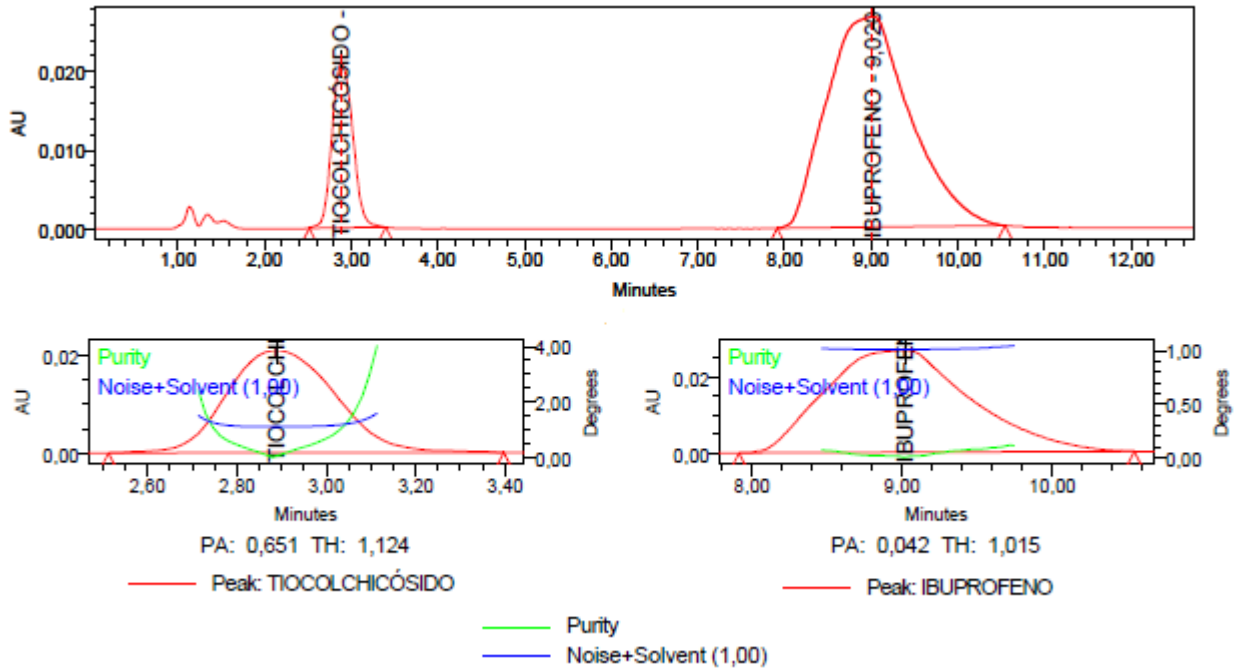 AU
0,020
0,010
0,000
TIOCOLCHICÓSIDO -
IBUPROFENO - 9,020
1,00 2,00 3,00 4,00 5,00 6,00 7,00 8,00 9,00 10,00 11,00 12,00
Minutes
Purity
Noise+Solvent (1,00)
AU
0,02
0,00
TIOCOLCHI
4,00
2,00
0,00
Degrees
2,60 2,80 3,00 3,20 3,40
Minutes
PA: 0,651 TH: 1,124
Peak: TIOCOLCHICÓSIDO
Purity
Noise+Solvent (1,00)
AU
0,02
0,00
IBUPROFEN
1,00
0,50
0,00
Degrees
8,00 9,00 10,00
Minutes
PA: 0,042 TH: 1,015
Peak: IBUPROFENO
Purity
Noise+Solvent (1,00)